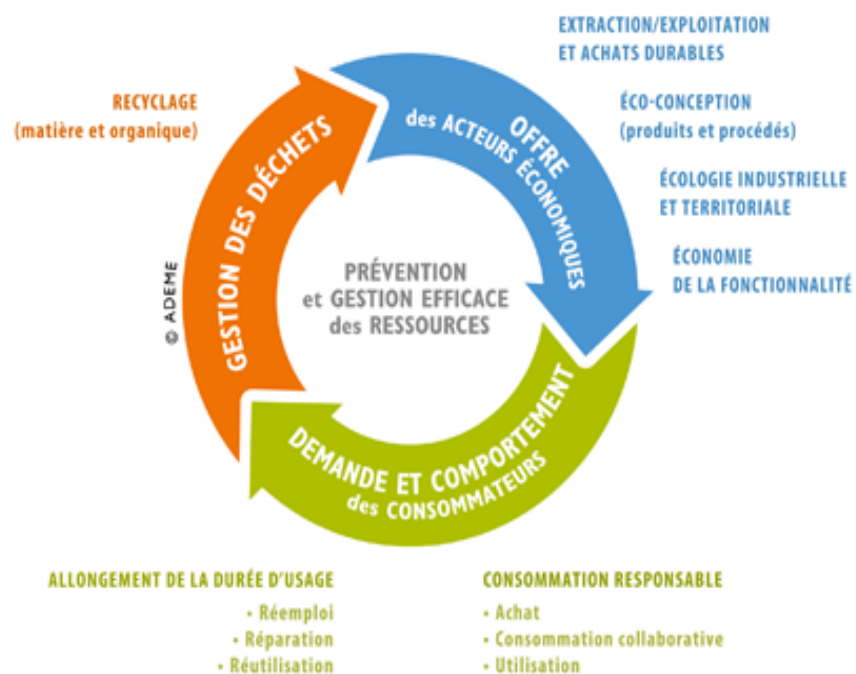 EXTRACTION/EXPLOITATION
ET ACHATS DURABLES
RECYCLAGE
(matière et organique)
ÉCO-CONCEPTION
(produits et procédés)
ÉCOLOGIE INDUSTRIELLE
ET TERRITORIALE
ÉCONOMIE
DE LA FONCTIONNALITÉ
OFFRE
des ACTEURS ÉCONOMIQUES
GESTION DES DÉCHETS
PRÉVENTION
et GESTION EFFICACE
des RESSOURCES
© ADEME
DEMANDE ET COMPORTEMENT
des CONSOMMATEURS
ALLONGEMENT DE LA DURÉE D'USAGE
• Réemploi
• Réparation
• Réutilisation
CONSOMMATION RESPONSABLE
• Achat
• Consommation collaborative
• Utilisation